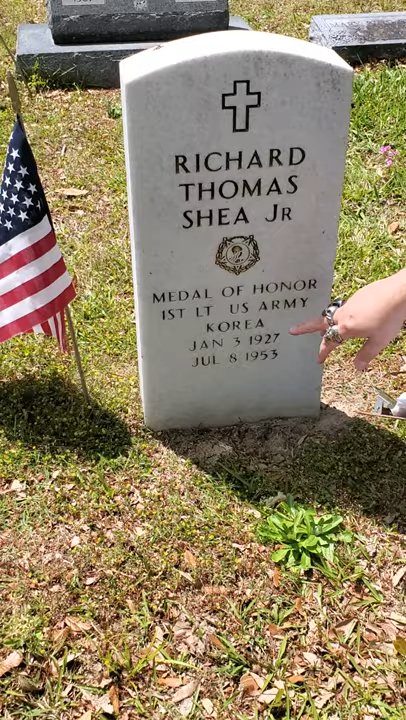 RICHARD
THOMAS
SHEA JR
MEDAL OF HONOR
1ST LT US ARMY
KOREA
JAN 3 1927
JUL 8 1953